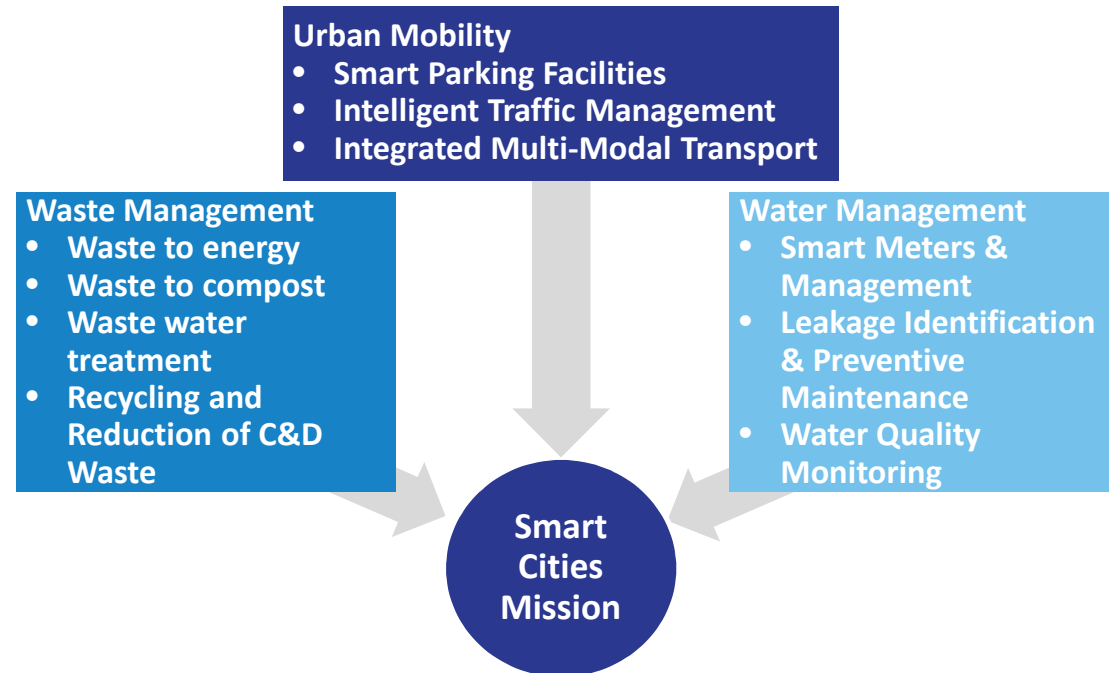 Urban Mobility
• Smart Parking Facilities
• Intelligent Traffic Management
• Integrated Multi-Modal Transport
Waste Management
• Waste to energy
• Waste to compost
• Waste water
treatment
• Recycling and
Reduction of C&D
Waste
Water Management
• Smart Meters &
Management
• Leakage Identification
& Preventive
Maintenance
• Water Quality
Monitoring
Smart
Cities
Mission